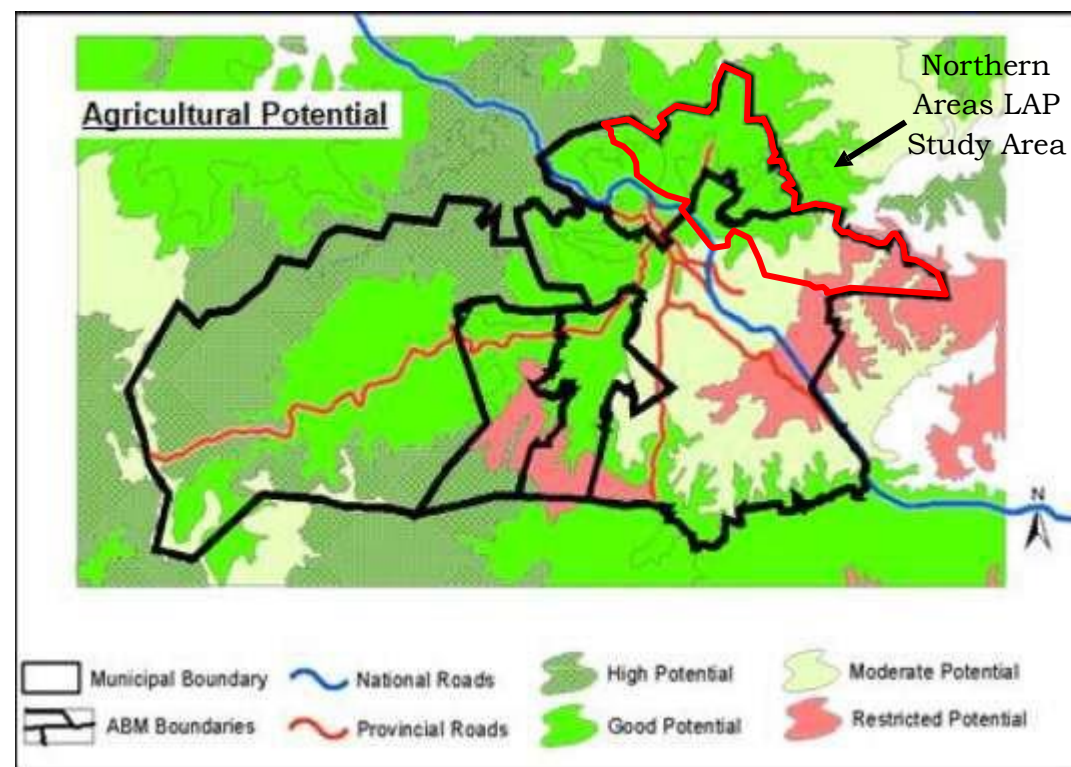 Agricultural Potential
Northern
Areas LAP
Study Area
N
Municipal Boundary
National Roads
High Potential
Moderate Potential
ABM Boundaries
Provincial Roads
Good Potential
Restricted Potential